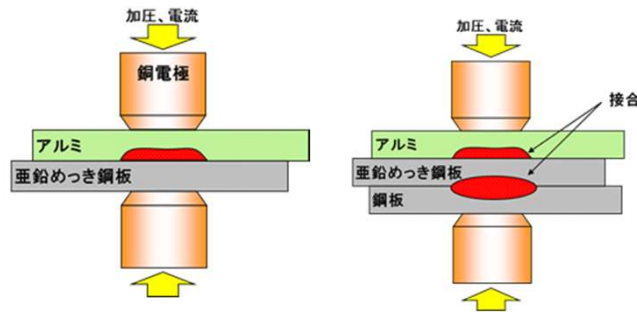 加圧、電流
銅電極
アルミ
亜鉛めっき鋼板
加圧、電流
接合
アルミ
亜鉛めっき鋼板
鋼板